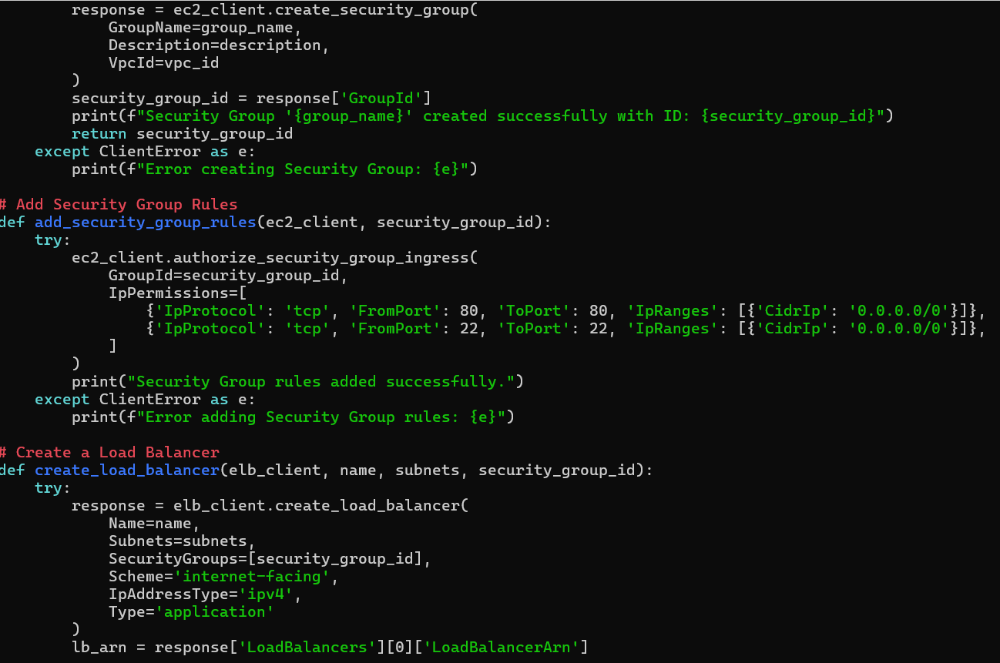 response = ec2_client.create_security_group(
            GroupName=group_name,
            Description=description,
            VpcId=vpc_id
        )
        security_group_id = response['GroupId']
        print(f"Security Group '{group_name}' created successfully with ID: {security_group_id}")
        return security_group_id
    except ClientError as e:
        print(f"Error creating Security Group: {e}")

# Add Security Group Rules
def add_security_group_rules(ec2_client, security_group_id):
    try:
        ec2_client.authorize_security_group_ingress(
            GroupId=security_group_id,
            IpPermissions=[
                {'IpProtocol': 'tcp', 'FromPort': 80, 'ToPort': 80, 'IpRanges': [{'CidrIp': '0.0.0.0/0'}]},
                {'IpProtocol': 'tcp', 'FromPort': 22, 'ToPort': 22, 'IpRanges': [{'CidrIp': '0.0.0.0/0'}]},
            ]
        )
        print("Security Group rules added successfully.")
    except ClientError as e:
        print(f"Error adding Security Group rules: {e}")

# Create a Load Balancer
def create_load_balancer(elb_client, name, subnets, security_group_id):
    try:
        response = elb_client.create_load_balancer(
            Name=name,
            Subnets=subnets,
            SecurityGroups=[security_group_id],
            Scheme='internet-facing',
            IpAddressType='ipv4',
            Type='application'
        )
        lb_arn = response['LoadBalancers'][0]['LoadBalancerArn']